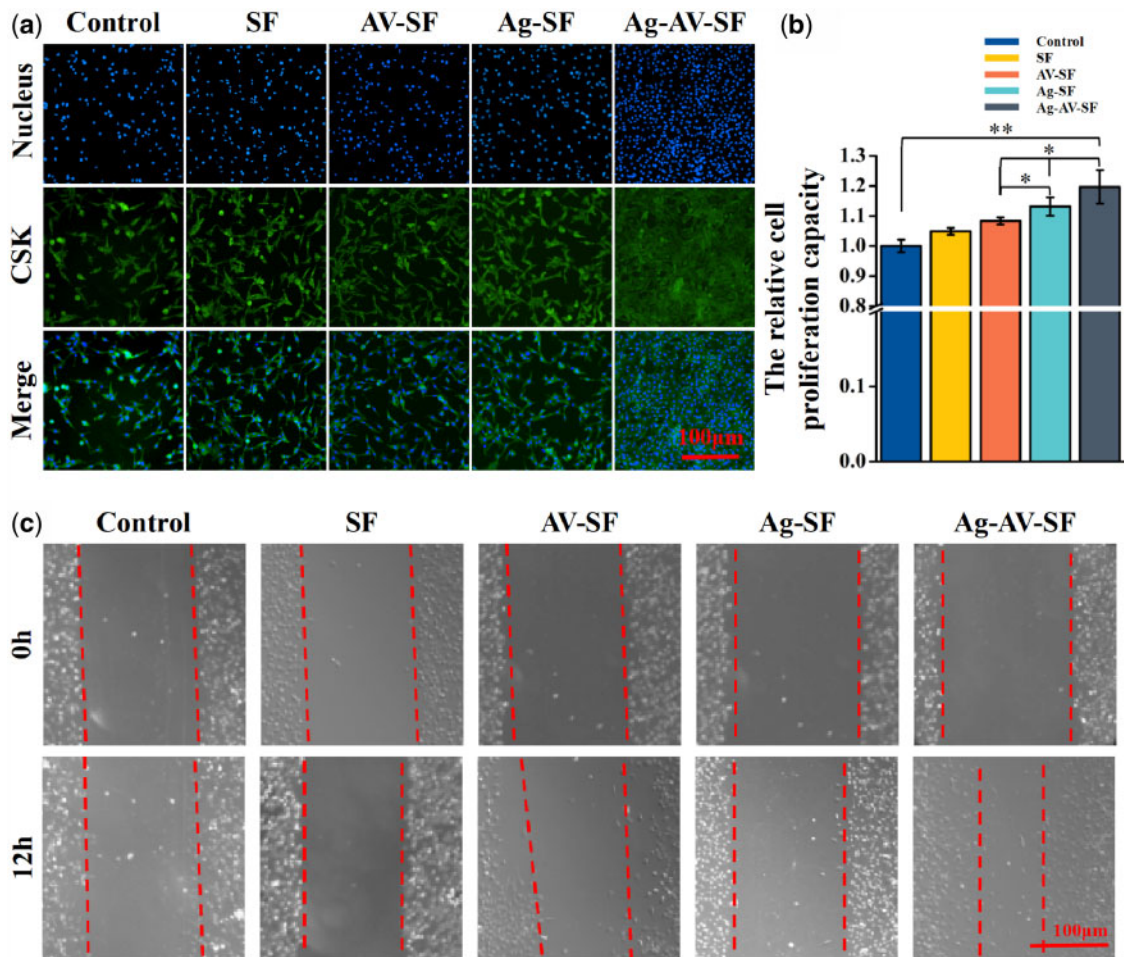 (a) Control SF AV-SF Ag-SF Ag-AV-SF
Nucleus
CSK
Merge
100μm
(b)
Control
SF
AV-SF
Ag-SF
Ag-AV-SF
The relative cell
proliferation capacity
**
*
*
1.3
1.2
1.1
1.0
0.9
0.8
0.1
0.0
(c) Control SF AV-SF Ag-SF Ag-AV-SF
0h
12h
100μm